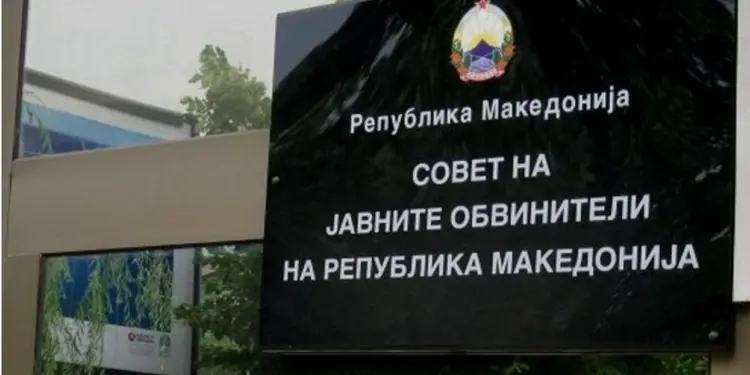 Република Македонија
СОВЕТ НА
ЈАВНИТЕ ОБВИНИТЕЛИ
НА РЕПУБЛИКА МАКЕДОНИЈА